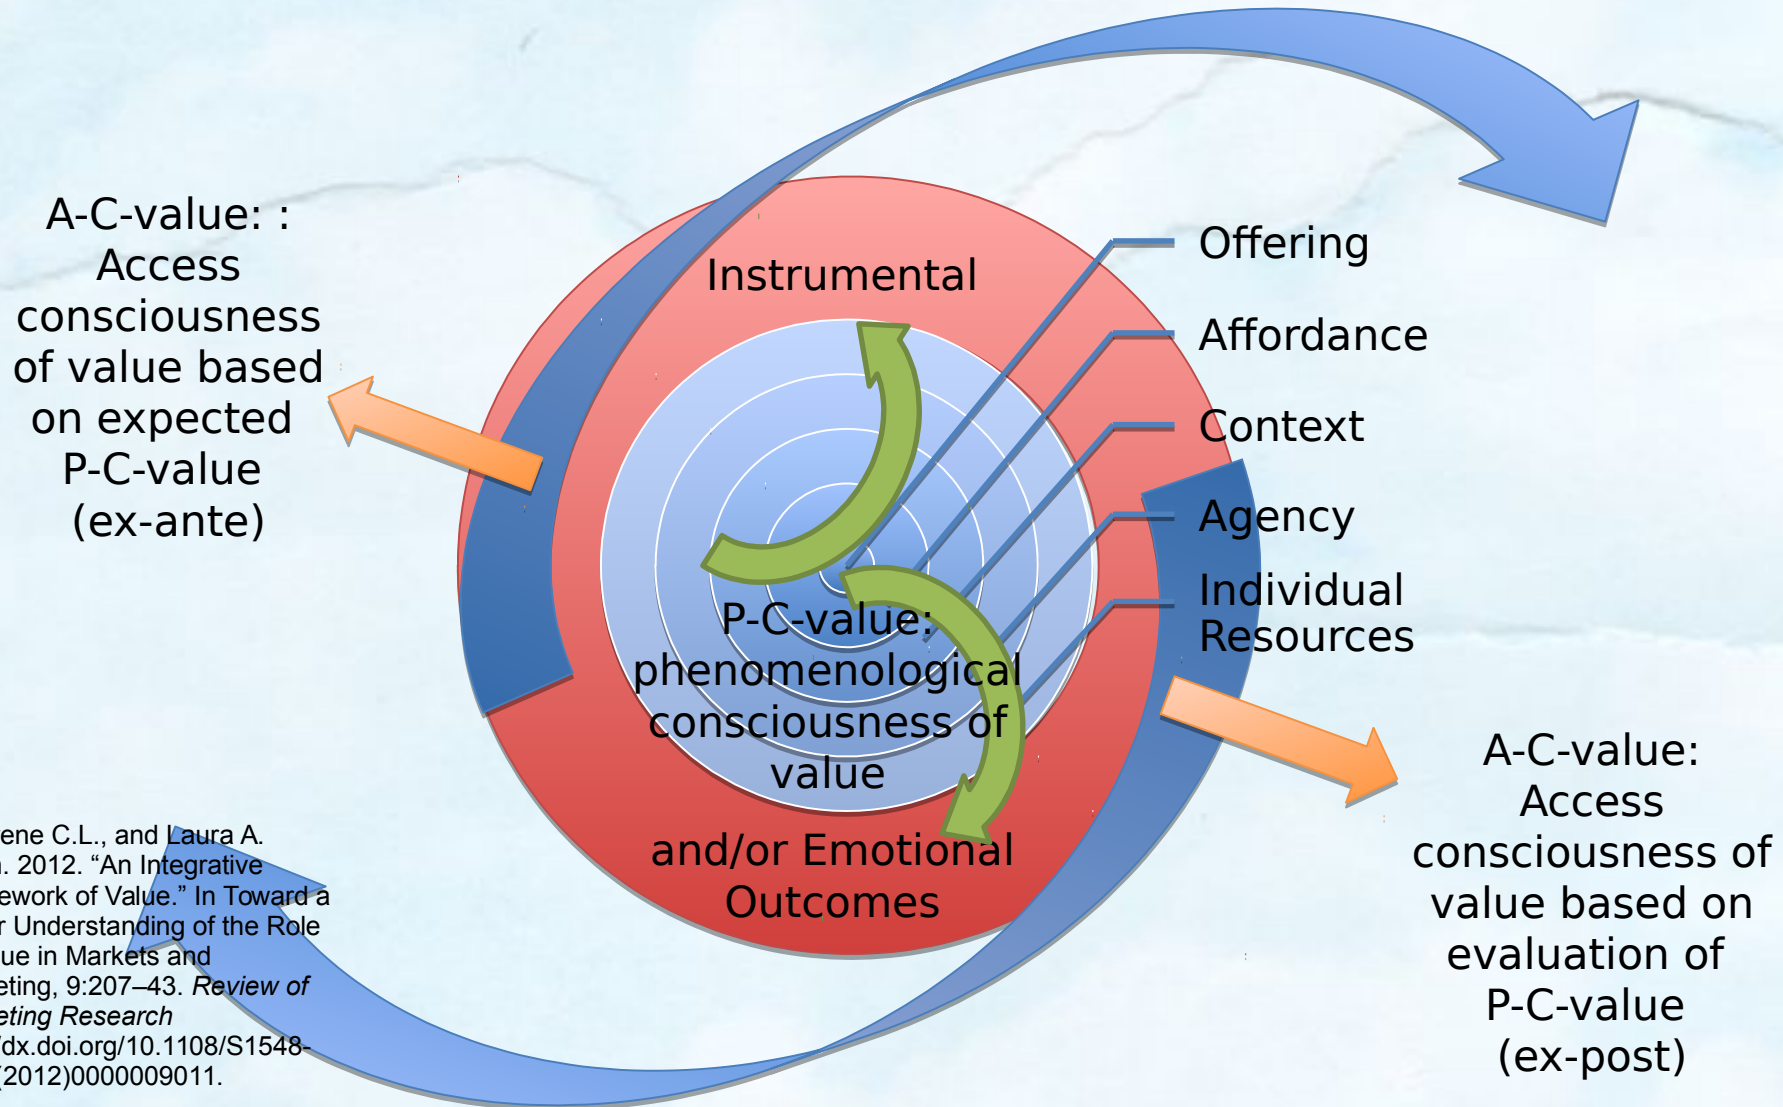 A-C-value: :
Access
consciousness
of value based
on expected
P-C-value
(ex-ante)
Instrumental
Offering
Affordance
Context
Agency
Individual
Resources
P-C-value:
phenomenological
consciousness of
value
and/or Emotional
Outcomes
A-C-value:
Access
consciousness of
value based on
evaluation of
P-C-value
(ex-post)
rene C.L., and Laura A.
. 2012. “An Integrative
ework of Value.” In Toward a
r Understanding of the Role
ue in Markets and
eting, 9:207–43. Review of
eting Research
/dx.doi.org/10.1108/S1548-
(2012)0000009011.